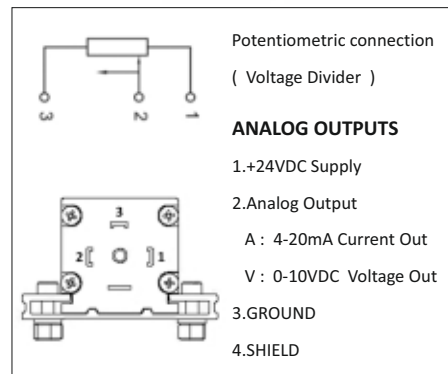 Potentiometric connection
( Voltage Divider )
3 2 1
ANALOG OUTPUTS
1.+24VDC Supply
2.Analog Output
A : 4-20mA Current Out
V : 0-10VDC Voltage Out
3.GROUND
4.SHIELD
3
2 1